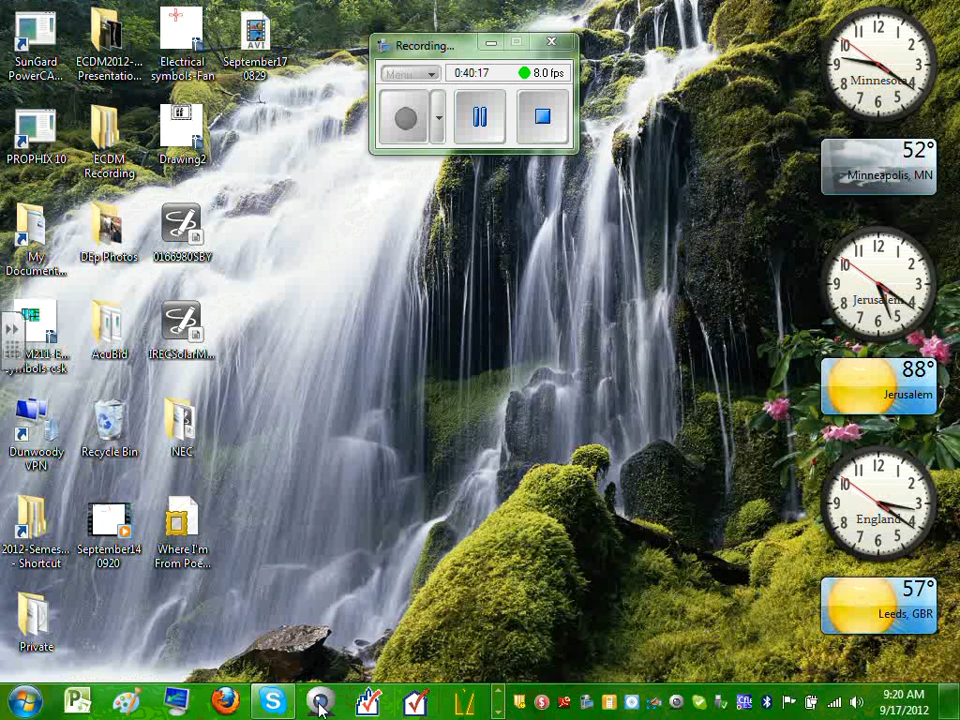 SunGard
PowerCA...
ECDM2012-...
Presentatio...
Electrical
symbols-Fan
September17
0829
AVI
Recording...
Menu
0:40:17
8.0 fps
PROPHIX 10
ECDM
Recording
Drawing2
My
Document...
DEp Photos
0166980SBY
AcuBid
IRECSolarM...
Dunwoody
VPN
Recycle Bin
NEC
2012-Semes...
- Shortcut
September14
0920
Where I'm
From Poe...
Private
Minnesota
52°
Minneapolis, MN
Jerusalem
88°
Jerusalem
England
57°
Leeds, GBR
9:20 AM
9/17/2012